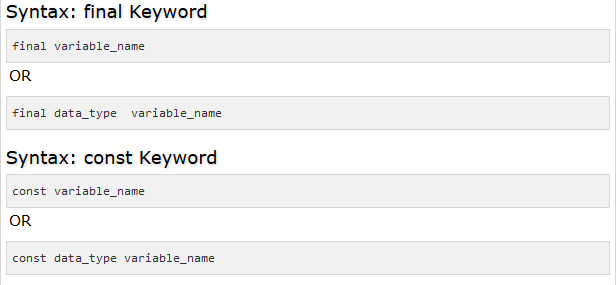 Syntax: final Keyword
final variable_name
OR
final data_type  variable_name
Syntax: const Keyword
const variable_name
OR
const data_type variable_name